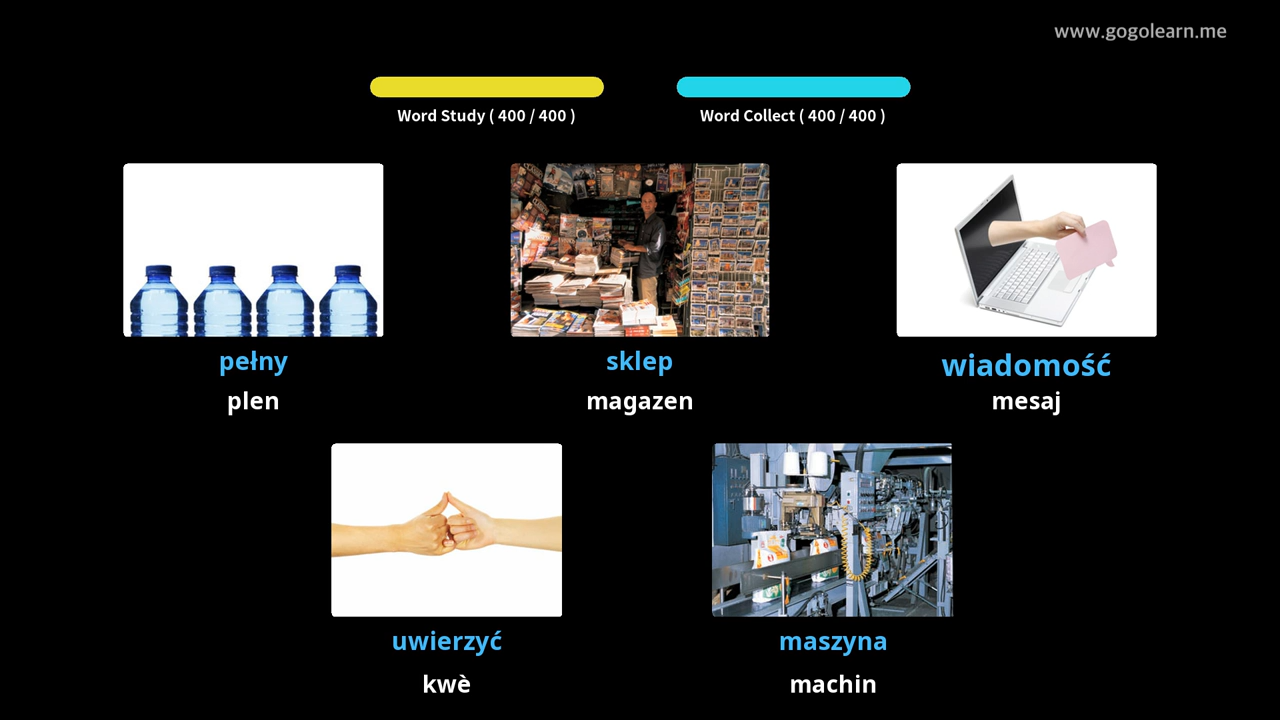 www.gogolearn.me
Word Study ( 400 / 400 )
Word Collect ( 400 / 400 )
pełny
plen
sklep
magazen
wiadomość
mesaj
uwierzyć
kwè
maszyna
machin